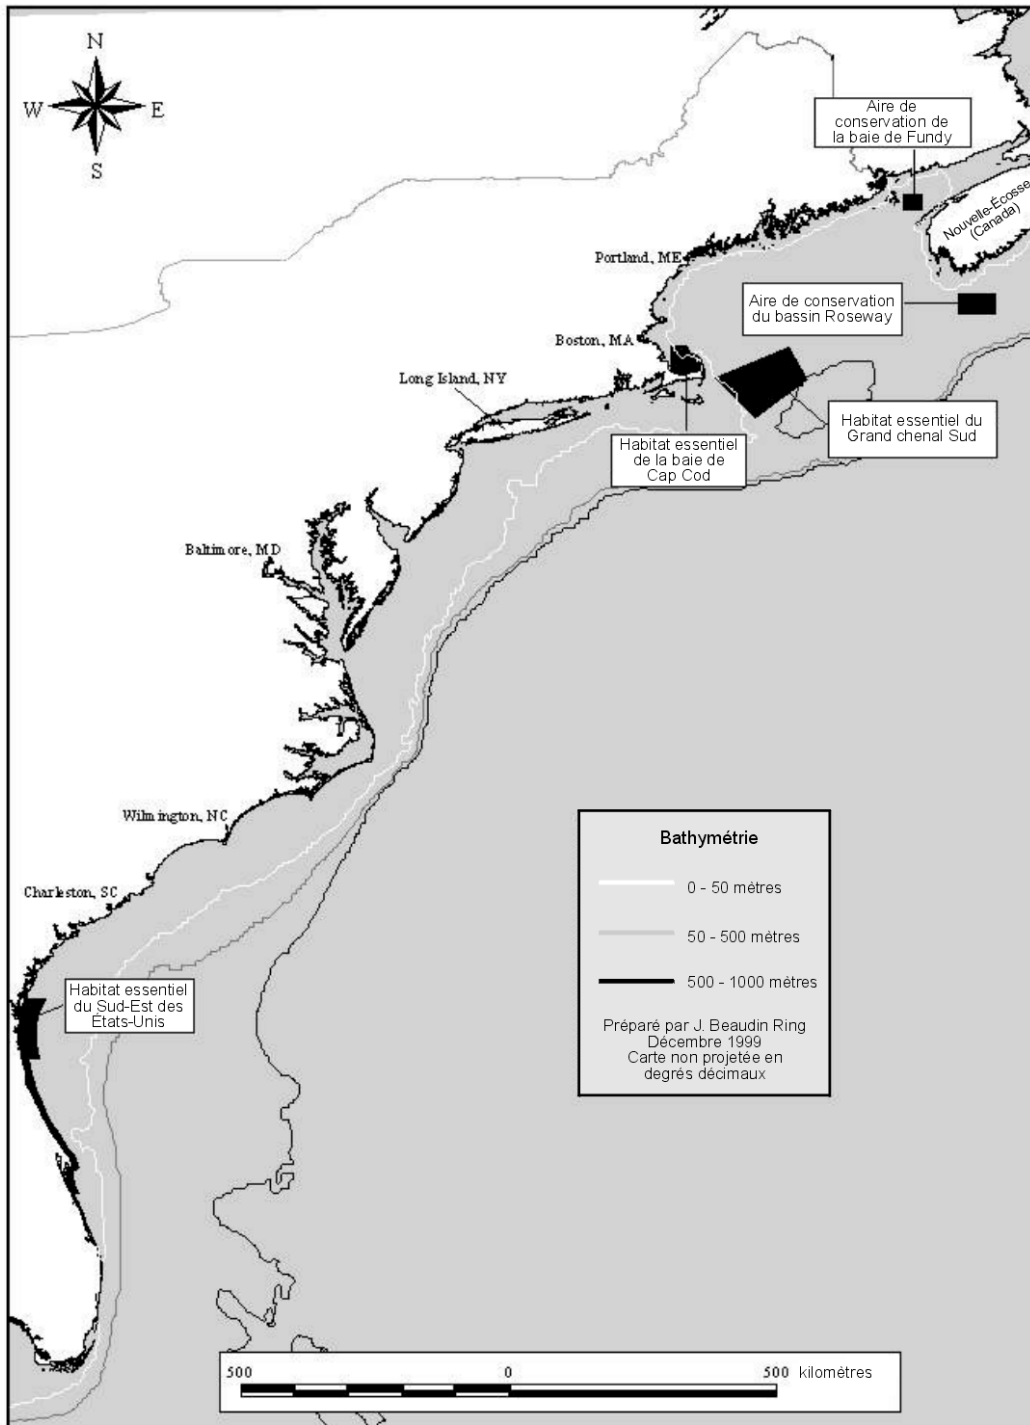 N
W
E
S
Aire de
conservation de
la baie de Fundy
Nouvelle-Écosse
(Canada)
Portland, ME
Aire de conservation
du bassin Roseway
Boston, MA
Long Island, NY
Habitat essentiel du
Grand chenal Sud
Habitat essentiel
de la baie de
Cap Cod
Baltimore, MD
Wilmington, NC
Charleston, SC
Habitat essentiel
du Sud-Est des
États-Unis
Bathymétrie
0 - 50 mètres
50 - 500 mètres
500 - 1000 mètres
Préparé par J. Beaudin Ring
Décembre 1999
Carte non projetée en
degrés décimaux
500 0 500 kilomètres